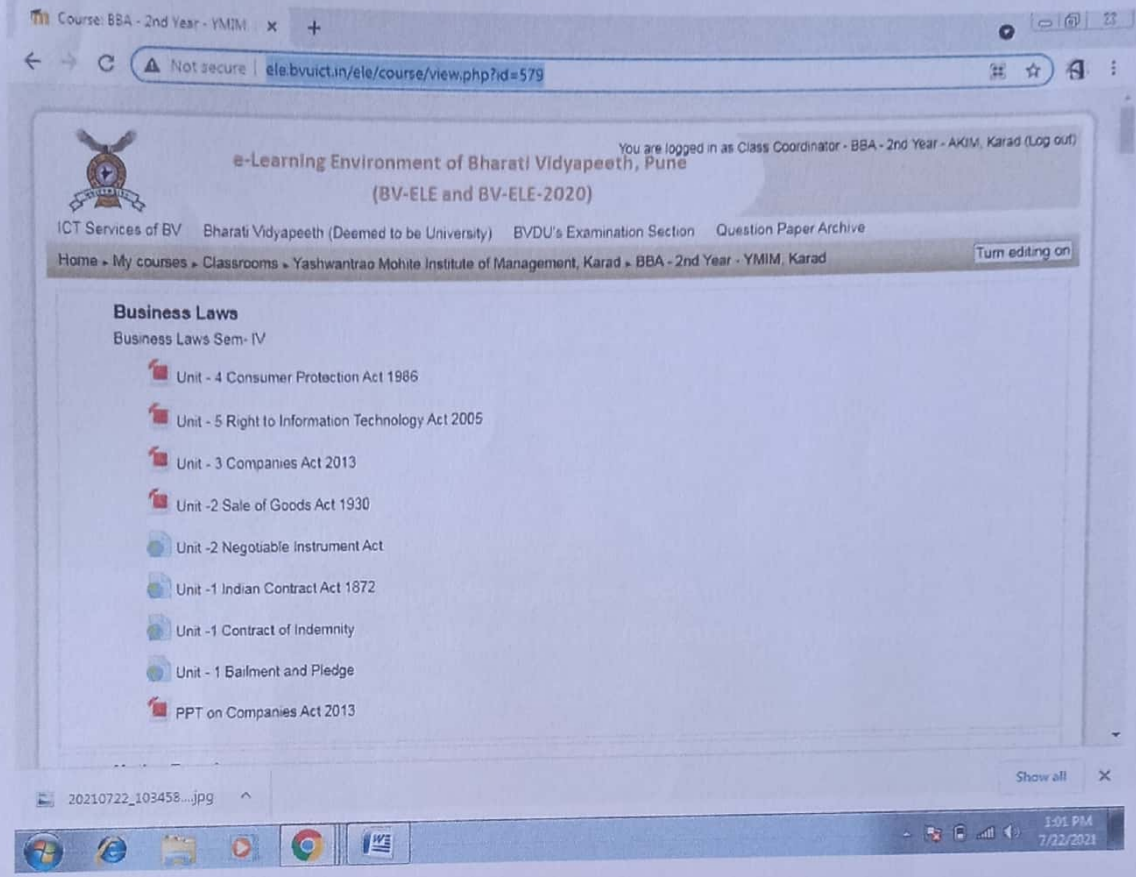 Course: BBA - 2nd Year - YMIM
Not secure
ele.bvuict.in/ele/course/view.php?id=579
You are logged in as Class Coordinator - BBA - 2nd Year - AKIM, Karad (Log out)
e-Learning Environment of Bharati Vidyapeeth, Pune
(BV-ELE and BV-ELE-2020)
ICT Services of BV Bharati Vidyapeeth (Deemed to be University) BVDU's Examination Section Question Paper Archive
Home ► My courses ► Classrooms ► Yashwantrao Mohite Institute of Management, Karad ► BBA - 2nd Year - YMIM, Karad
Turn editing on
Business Laws
Business Laws Sem- IV
Unit - 4 Consumer Protection Act 1986
Unit - 5 Right to Information Technology Act 2005
Unit - 3 Companies Act 2013
Unit -2 Sale of Goods Act 1930
Unit -2 Negotiable Instrument Act
Unit -1 Indian Contract Act 1872
Unit -1 Contract of Indemnity
Unit - 1 Bailment and Pledge
PPT on Companies Act 2013
20210722_103458....jpg
Show all
1:01 PM
7/22/2021